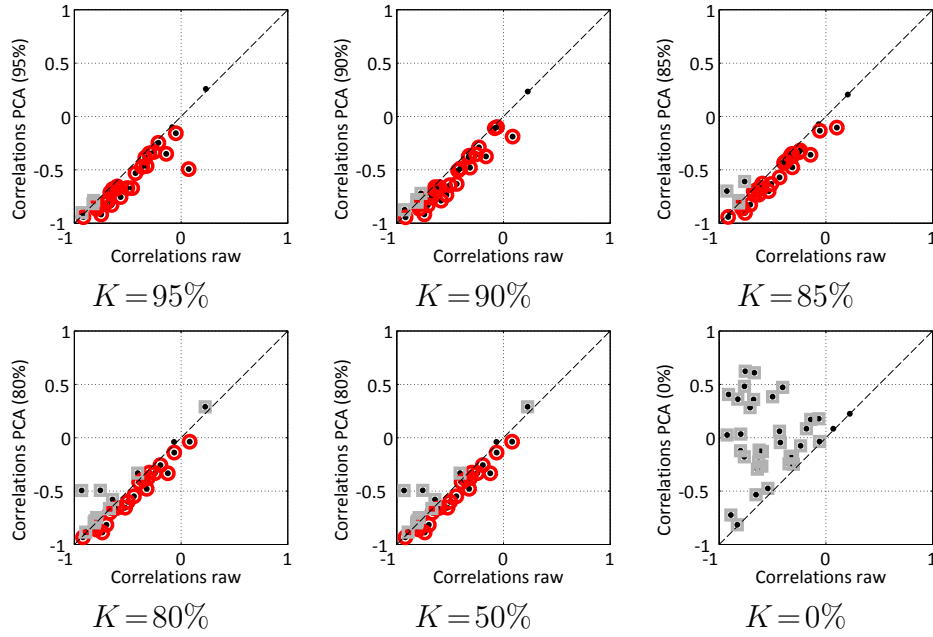 1
0.5
0
-0.5
-1
-1
0
1
Correlations PCA (95%)
Correlations raw
K=95%
1
0.5
0
-0.5
-1
-1
0
1
Correlations PCA (90%)
Correlations raw
K=90%
1
0.5
0
-0.5
-1
-1
0
1
Correlations PCA (85%)
Correlations raw
K=85%
1
0.5
0
-0.5
-1
-1
0
1
Correlations PCA (80%)
Correlations raw
K=80%
1
0.5
0
-0.5
-1
-1
0
1
Correlations PCA (80%)
Correlations raw
K=50%
1
0.5
0
-0.5
-1
-1
0
1
Correlations PCA (0%)
Correlations raw
K=0%